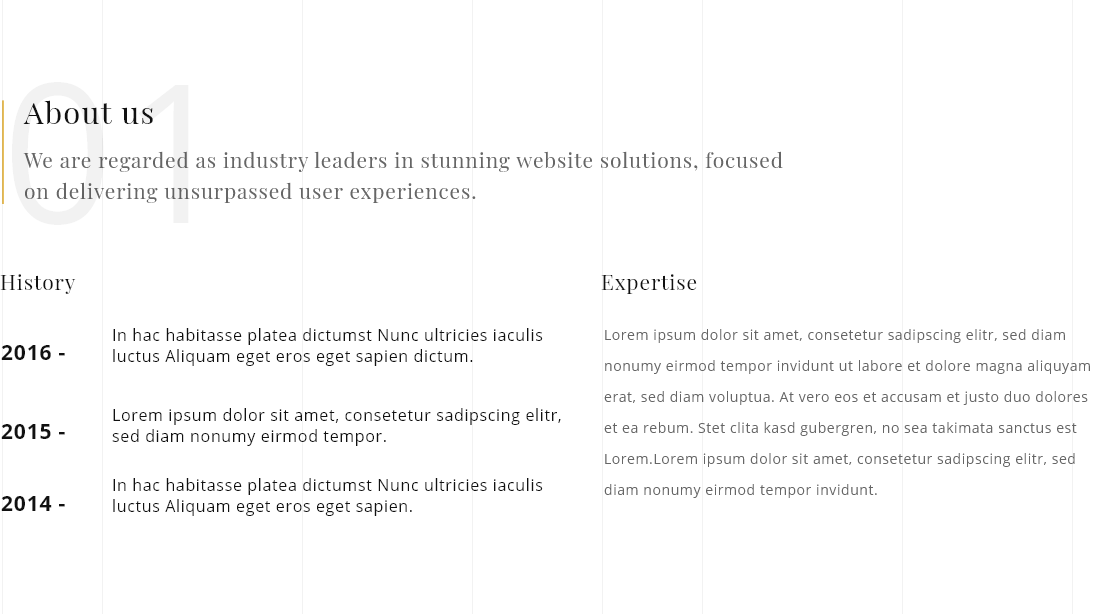 01
About us
We are regarded as industry leaders in stunning website solutions, focused
on delivering unsurpassed user experiences.
History
2016 -
In hac habitasse platea dictumst Nunc ultricies iaculis
luctus Aliquam eget eros eget sapien dictum.
2015 -
Lorem ipsum dolor sit amet, consetetur sadipscing elitr,
sed diam nonumy eirmod tempor.
2014 -
In hac habitasse platea dictumst Nunc ultricies iaculis
luctus Aliquam eget eros eget sapien.
Expertise
Lorem ipsum dolor sit amet, consetetur sadipscing elitr, sed diam
nonumy eirmod tempor invidunt ut labore et dolore magna aliquyam
erat, sed diam voluptua. At vero eos et accusam et justo duo dolores
et ea rebum. Stet clita kasd gubergren, no sea takimata sanctus est
Lorem.Lorem ipsum dolor sit amet, consetetur sadipscing elitr, sed
diam nonumy eirmod tempor invidunt.